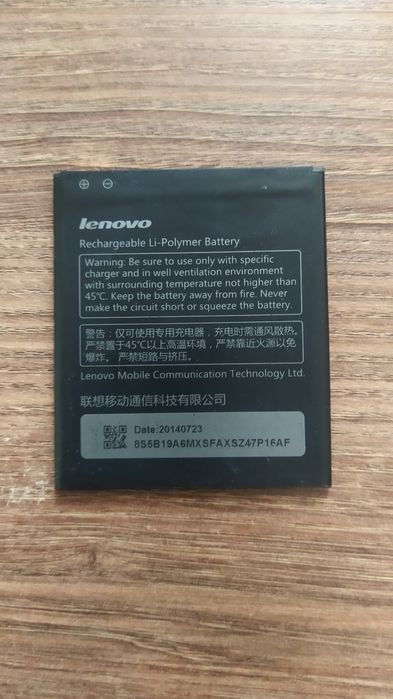 ⊕ ⊖
lenovo
Rechargeable Li-Polymer Battery
Warning: Be sure to use only with specific
charger and in well ventilation environment
with surrounding temperature not higher than
45℃. Keep the battery away from fire. Never
make the circuit short or squeeze the battery.
警告：仅可使用专用充电器，充电时需通风散热。
严禁置于45℃以上高温环境，严禁靠近火源以免
爆炸。 严禁短路与挤压。
Lenovo Mobile Communication Technology Ltd.
联想移动通信科技有限公司
Date:20140723
8S5B19A6MXSFAXSZ47P16AF